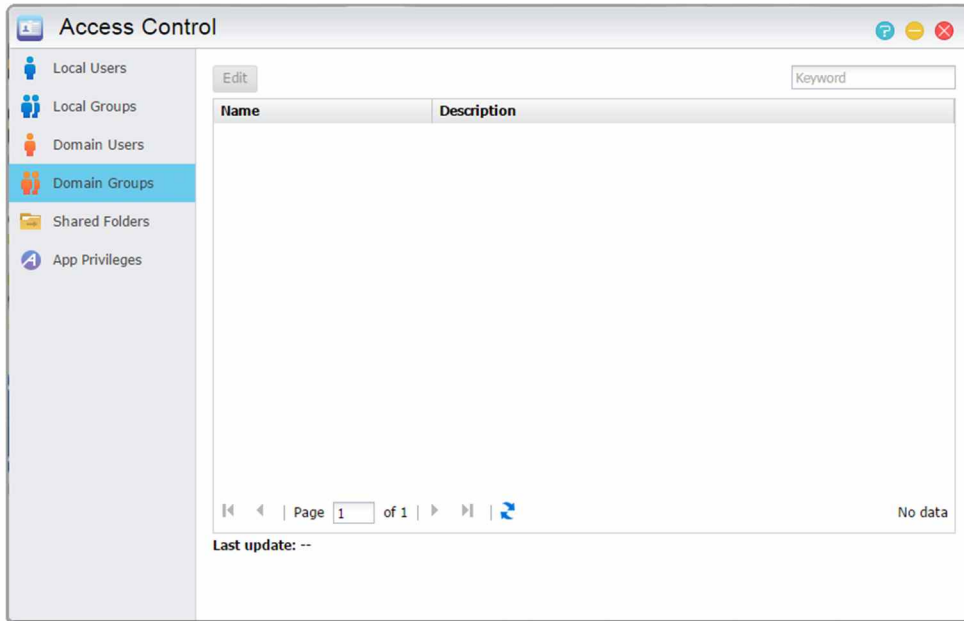 Access Control
Local Users
Local Groups
Domain Users
Domain Groups
Shared Folders
App Privileges
Edit
Keyword
Name Description
Page 1 of 1
No data
Last update: --